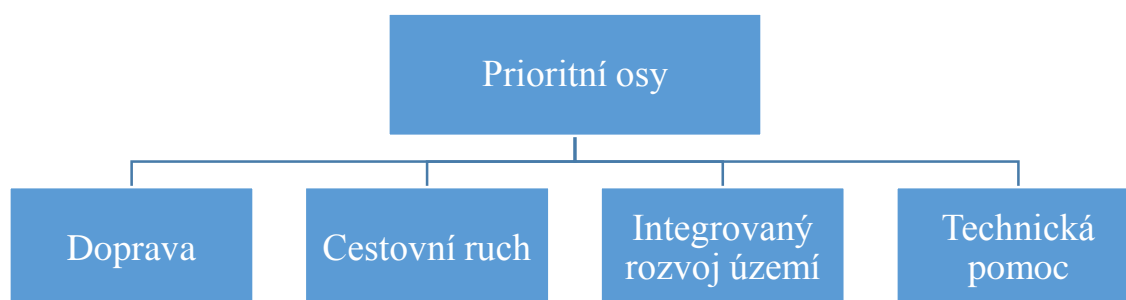 Prioritní osy
Doprava
Cestovní ruch
Integrovaný
rozvoj území
Technická
pomoc